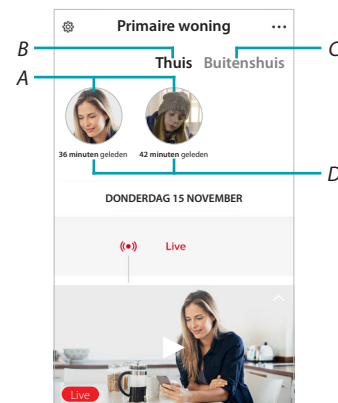 Primaire woning
B
C
Thuis Buitenshuis
A
36 minuten geleden 42 minuten geleden
D
DONDERDAG 15 NOVEMBER
Live
Live